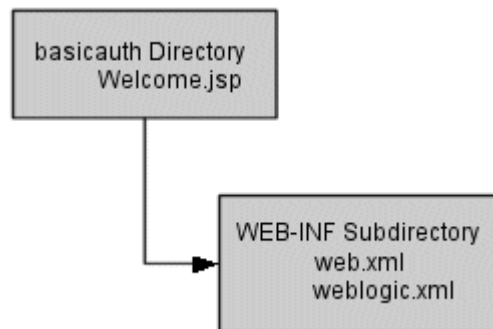 basicauth Directory
Welcome.jsp
WEB-INF Subdirectory
web.xml
weblogic.xml